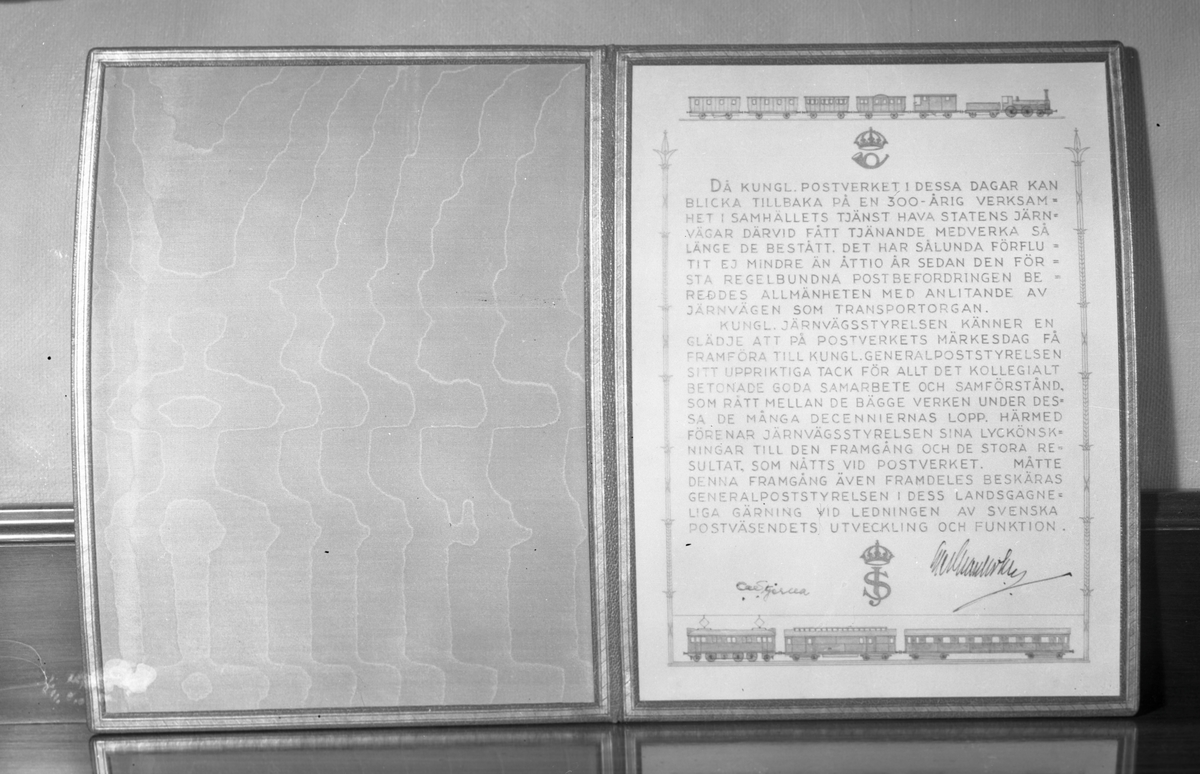 DÅ KUNGL. POSTVERKET I DESSA DAGAR KAN
BLICKA TILLBAKA PÅ EN 300-ÅRIG VERKSAM=
HET I SAMHÄLLETS TJÄNST HAVA STATENS JÄRN=
VÄGAR DÄRVID FÅTT TJÄNANDE MEDVERKA SÅ
LÄNGE DE BESTÅTT. DET HAR SÅLUNDA FÖRFLU=
TIT EJ MINDRE ÄN ÅTTIO ÅR SEDAN DEN FÖR=
STA REGELBUNDNA POSTBEFORDRINGEN BE=
REDDES ALLMÄNHETEN MED ANLITANDE AV
JÄRNVÄGEN SOM TRANSPORTORGAN.
KUNGL. JÄRNVÄGSSTYRELSEN KÄNNER EN
GLÄDJE ATT PÅ POSTVERKETS MÄRKESDAG FÅ
FRAMFÖRA TILL KUNGL. GENERALPOSTSTYRELSEN
SITT UPPRIKTIGA TACK FÖR ALLT DET KOLLEGIALT
BETONADE GODA SAMARBETE OCH SAMFÖRSTÅND,
SOM RÅTT MELLAN DE BÄGGE VERKEN UNDER DES=
SA DE MÅNGA DECENNIERNAS LOPP. HÄRMED
FÖRENAR JÄRNVÄGSSTYRELSEN SINA LYCKÖNSK=
NINGAR TILL DEN FRAMGÅNG OCH DE STORA RE=
SULTAT, SOM NÅTTS VID POSTVERKET. MÅTTE
DENNA FRAMGÅNG ÄVEN FRAMDELES BESKÄRAS
GENERALPOSTSTYRELSEN I DESS LANDSGAGNE=
LIGA GÄRNING VID LEDNINGEN AV SVENSKA
POSTVÄSENDETS UTVECKLING OCH FUNKTION.
SJ